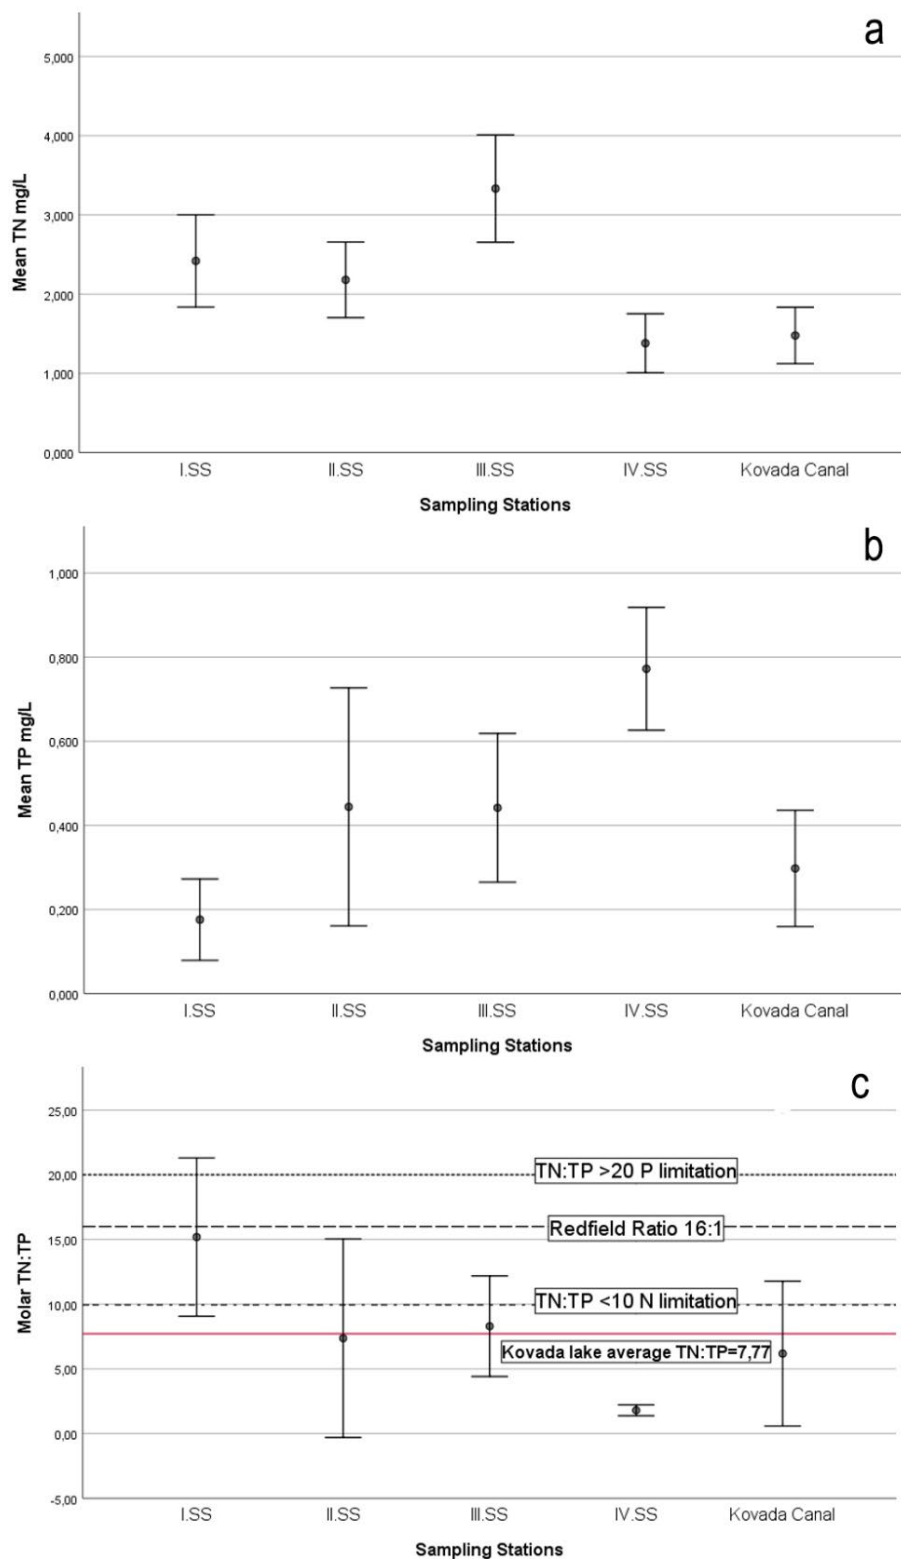 a
5,000
4,000
3,000
2,000
1,000
0,000
Mean TN mg/L
I.SS II.SS III.SS IV.SS Kovada Canal
Sampling Stations
b
1,000
0,800
0,600
0,400
0,200
0,000
Mean TP mg/L
I.SS II.SS III.SS IV.SS Kovada Canal
Sampling Stations
c
25,00
20,00
15,00
10,00
5,00
0,00
-5,00
Molar TN:TP
TN:TP >20 P limitation
Redfield Ratio 16:1
TN:TP <10 N limitation
Kovada lake average TN:TP=7,77
I.SS II.SS III.SS IV.SS Kovada Canal
Sampling Stations